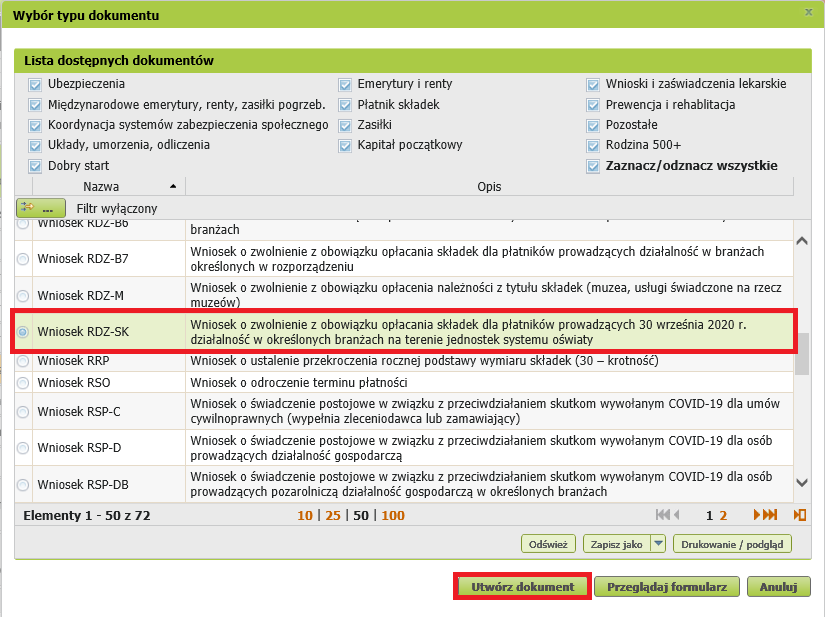 Wybór typu dokumentu
Lista dostępnych dokumentów
Ubezpieczenia
Emerytury i renty
Wnioski i zaświadczenia lekarskie
Międzynarodowe emerytury, renty, zasiłki pogrzeb.
Płatnik składek
Prewencja i rehablitacja
Koordynacja systemów zabezpieczenia społecznego
Zasiłki
Pozostałe
Układy, umorzenia, odliczenia
Kapitał początkowy
Rodzina 500+
Dobry start
Zaznacz/odznacz wszystkie
Nazwa
Opis
...
Filtr wyłączony
Wniosek RDZ-B6
branżach
Wniosek RDZ-B7
Wniosek o zwolnienie z obowiązku opłacania składek dla płatników prowadzących działalność w branżach
określonych w rozporządzeniu
Wniosek RDZ-M
Wniosek o zwolnienie z obowiązku opłacenia należności z tytułu składek (muzea, usługi świadczone na rzecz
muzeów)
Wniosek RDZ-SK
Wniosek o zwolnienie z obowiązku opłacania składek dla płatników prowadzących 30 września 2020 r.
działalność w określonych branżach na terenie jednostek systemu oświaty
Wniosek RRP
Wniosek o ustalenie przekroczenia rocznej podstawy wymiaru składek (30 – krotność)
Wniosek RSO
Wniosek o odroczenie terminu płatności
Wniosek RSP-C
Wniosek o świadczenie postojowe w związku z przeciwdziałaniem skutkom wywołanym COVID-19 dla umów
cywilnoprawnych (wypełnia zleceniodawca lub zamawiający)
Wniosek RSP-D
Wniosek o świadczenie postojowe w związku z przeciwdziałaniem skutkom wywołanym COVID-19 dla osób
prowadzących działalność gospodarczą
Wniosek RSP-DB
Wniosek o świadczenie postojowe w związku z przeciwdziałaniem skutkom wywołanym COVID-19 dla osób
prowadzących pozarolniczą działalność gospodarczą w określonych branżach
Elementy 1 - 50 z 72
10 | 25 | 50 | 100
1 2
Odśwież
Zapisz jako
Drukowanie / podgląd
Utwórz dokument
Przeglądaj formularz
Anuluj